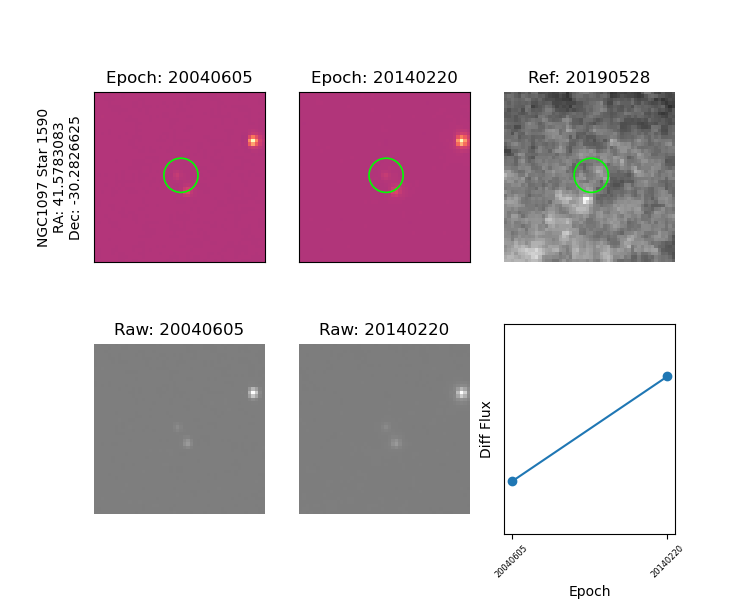 Epoch: 20040605
Epoch: 20140220
Ref: 20190528
NGC1097 Star 1590
RA: 41.5783083
Dec: -30.2826625
Raw: 20040605
Raw: 20140220
Diff Flux
20040605
20140220
Epoch